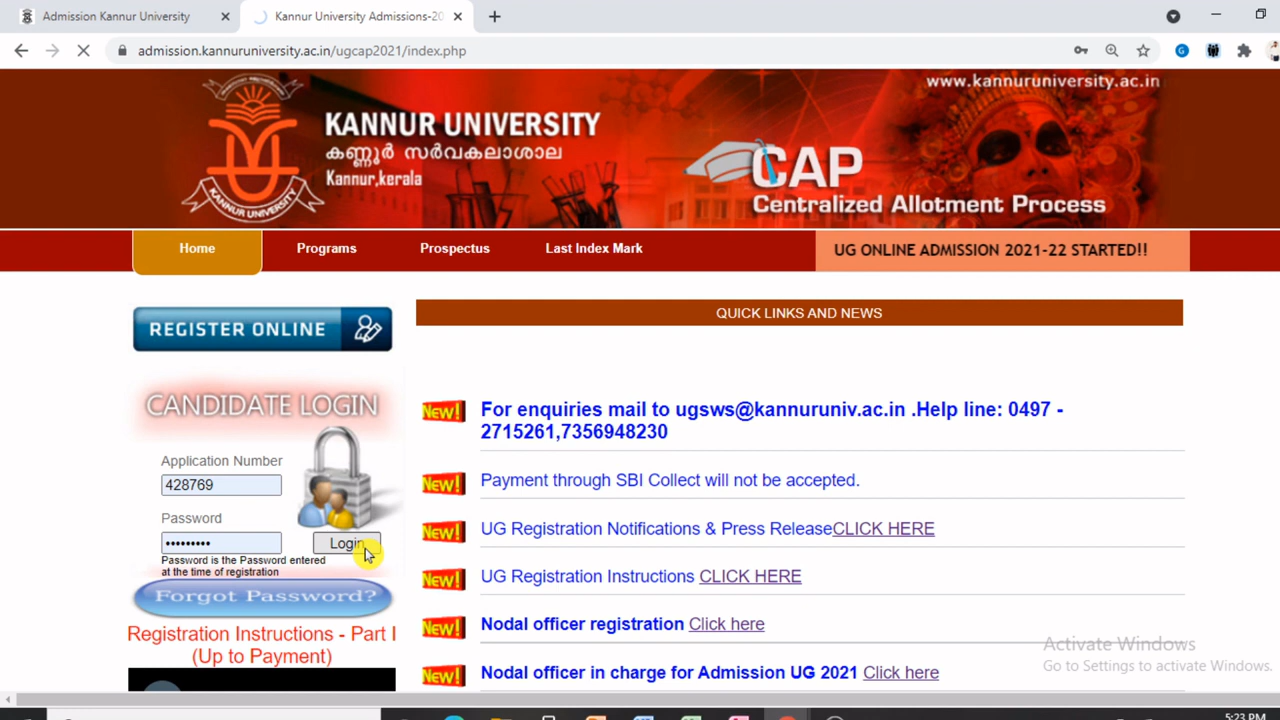 Admission Kannur University
Kannur University Admissions-20
admission.kannuruniversity.ac.in/ugcap2021/index.php
www.kannuruniversity.ac.in
KANNUR UNIVERSITY
കണ്ണൂർ സർവകലാശാല
Kannur,kerala
KANNUR UNIVERSITY
CAP
Centralized Allotment Process
Home
Programs
Prospectus
Last Index Mark
UG ONLINE ADMISSION 2021-22 STARTED!!
REGISTER ONLINE
QUICK LINKS AND NEWS
CANDIDATE LOGIN
Application Number
428769
Password
•••••••••
Login
Password is the Password entered
at the time of registration
Forgot Password?
Registration Instructions - Part I
(Up to Payment)
NEW! For enquiries mail to ugsws@kannuruniv.ac.in .Help line: 0497 -
2715261,7356948230
NEW! Payment through SBI Collect will not be accepted.
NEW! UG Registration Notifications & Press ReleaseCLICK HERE
NEW! UG Registration Instructions CLICK HERE
NEW! Nodal officer registration Click here
NEW! Nodal officer in charge for Admission UG 2021 Click here
Activate Windows
Go to Settings to activate Windows.
5:23 PM